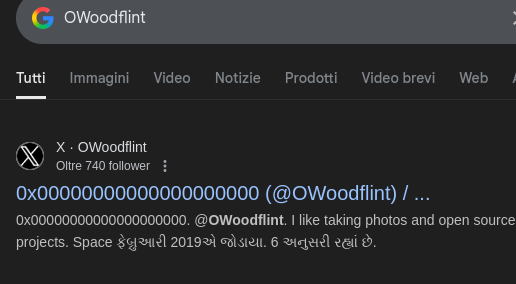 OWoodflint
Tutti Immagini Video Notizie Prodotti Video brevi Web
X · OWoodflint
Oltre 740 follower
0x00000000000000000000 (@OWoodflint) / ...
0x00000000000000000000. @OWoodflint. I like taking photos and open source
projects. Space ફેબ્રુઆરી 2019એ જોડાયા. 6 અનુસરી રહ્યાં છે.